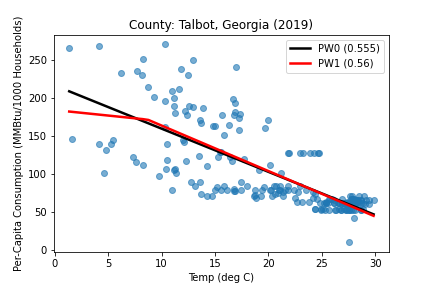 County: Talbot, Georgia (2019)
Per-Capita Consumption (MMBtu/1000 Households)
250
200
150
100
50
0
PW0 (0.555)
PW1 (0.56)
0 5 10 15 20 25 30
Temp (deg C)